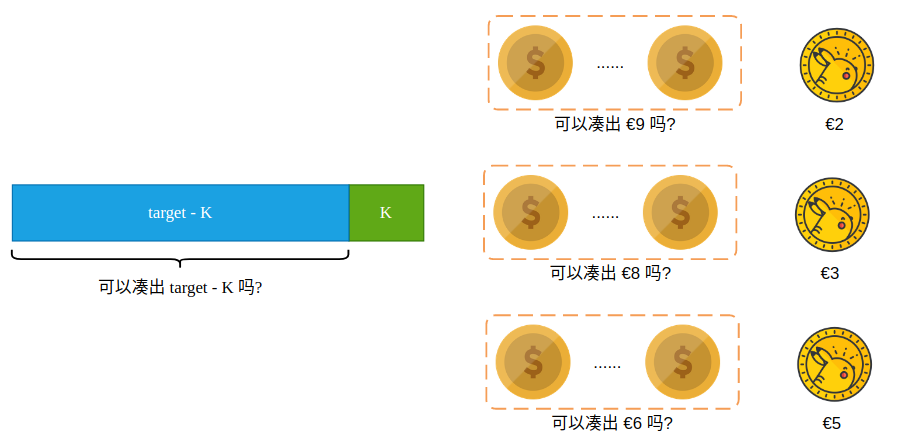 target - K
K
可以凑出 target - K 吗?
$
......
$
可以凑出 €9 吗?
€2
$
......
$
可以凑出 €8 吗?
€3
$
......
$
可以凑出 €6 吗?
€5